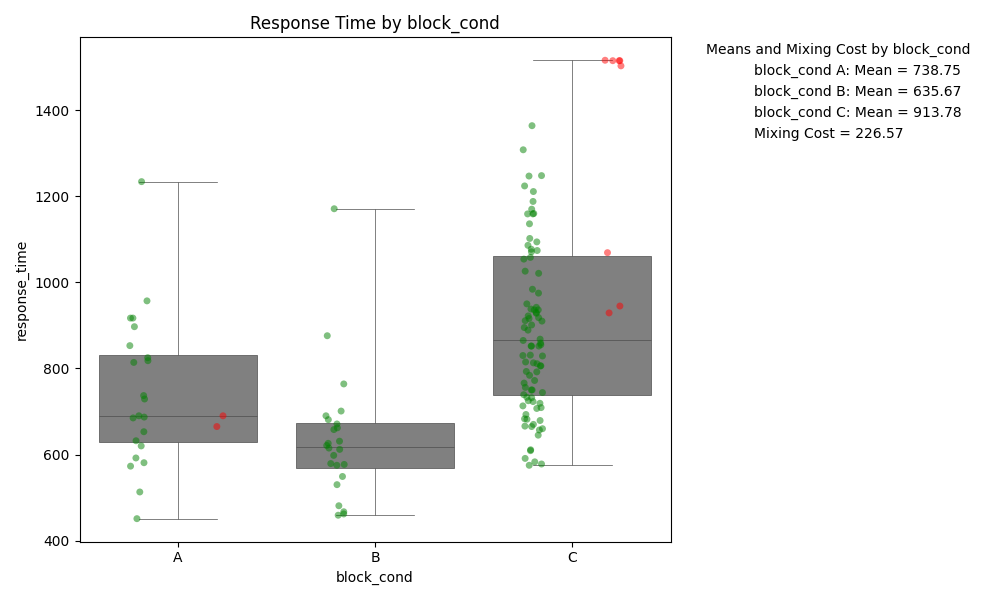 Response Time by block_cond
Means and Mixing Cost by block_cond
block_cond A: Mean = 738.75
block_cond B: Mean = 635.67
block_cond C: Mean = 913.78
Mixing Cost = 226.57
response_time
1400
1200
1000
800
600
400
A B C
block_cond